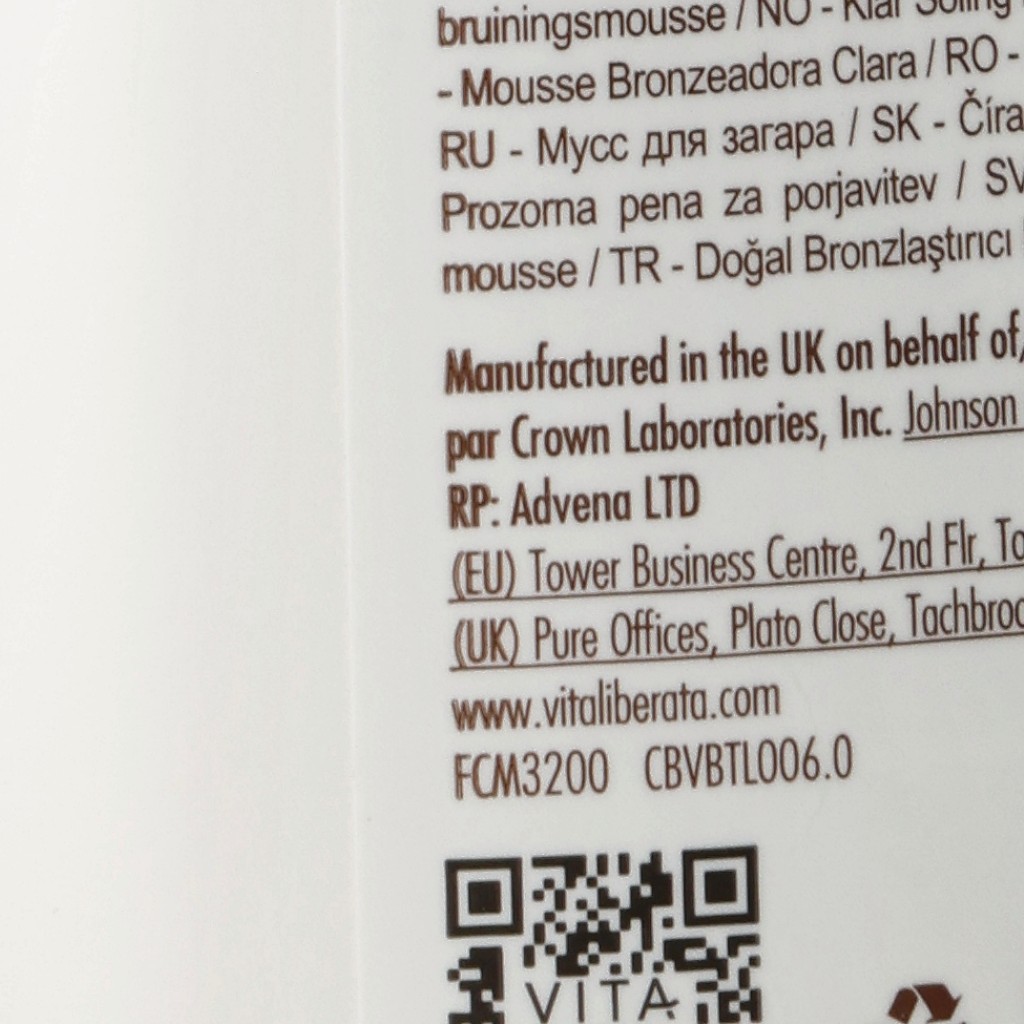 bruiningsmousse / NO - Klar
- Mousse Bronzeadora Clara / RO -
RU - Мусс для загара / SK - Číra
Prozorna pena za porjavitev / SV
mousse / TR - Doğal Bronzlaştırıcı
Manufactured in the UK on behalf of,
par Crown Laboratories, Inc. Johnson
RP: Advena LTD
(EU) Tower Business Centre, 2nd Flr,
(UK) Pure Offices, Plato Close,
www.vitaliberata.com
FCM3200 CBVBTL006.0
VITA